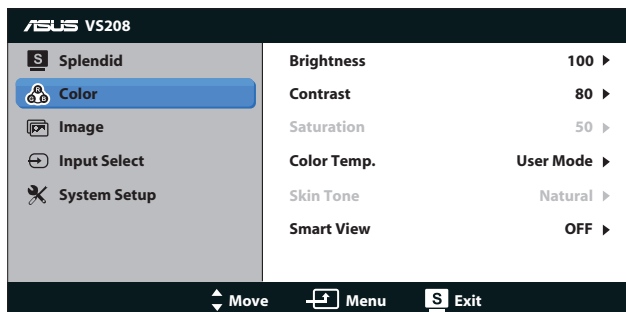 ASUS VS208
S Splendid
R G B Color
Image
Input Select
System Setup
Brightness 100
Contrast 80
Saturation 50
Color Temp. User Mode
Skin Tone Natural
Smart View OFF
Move Menu S Exit